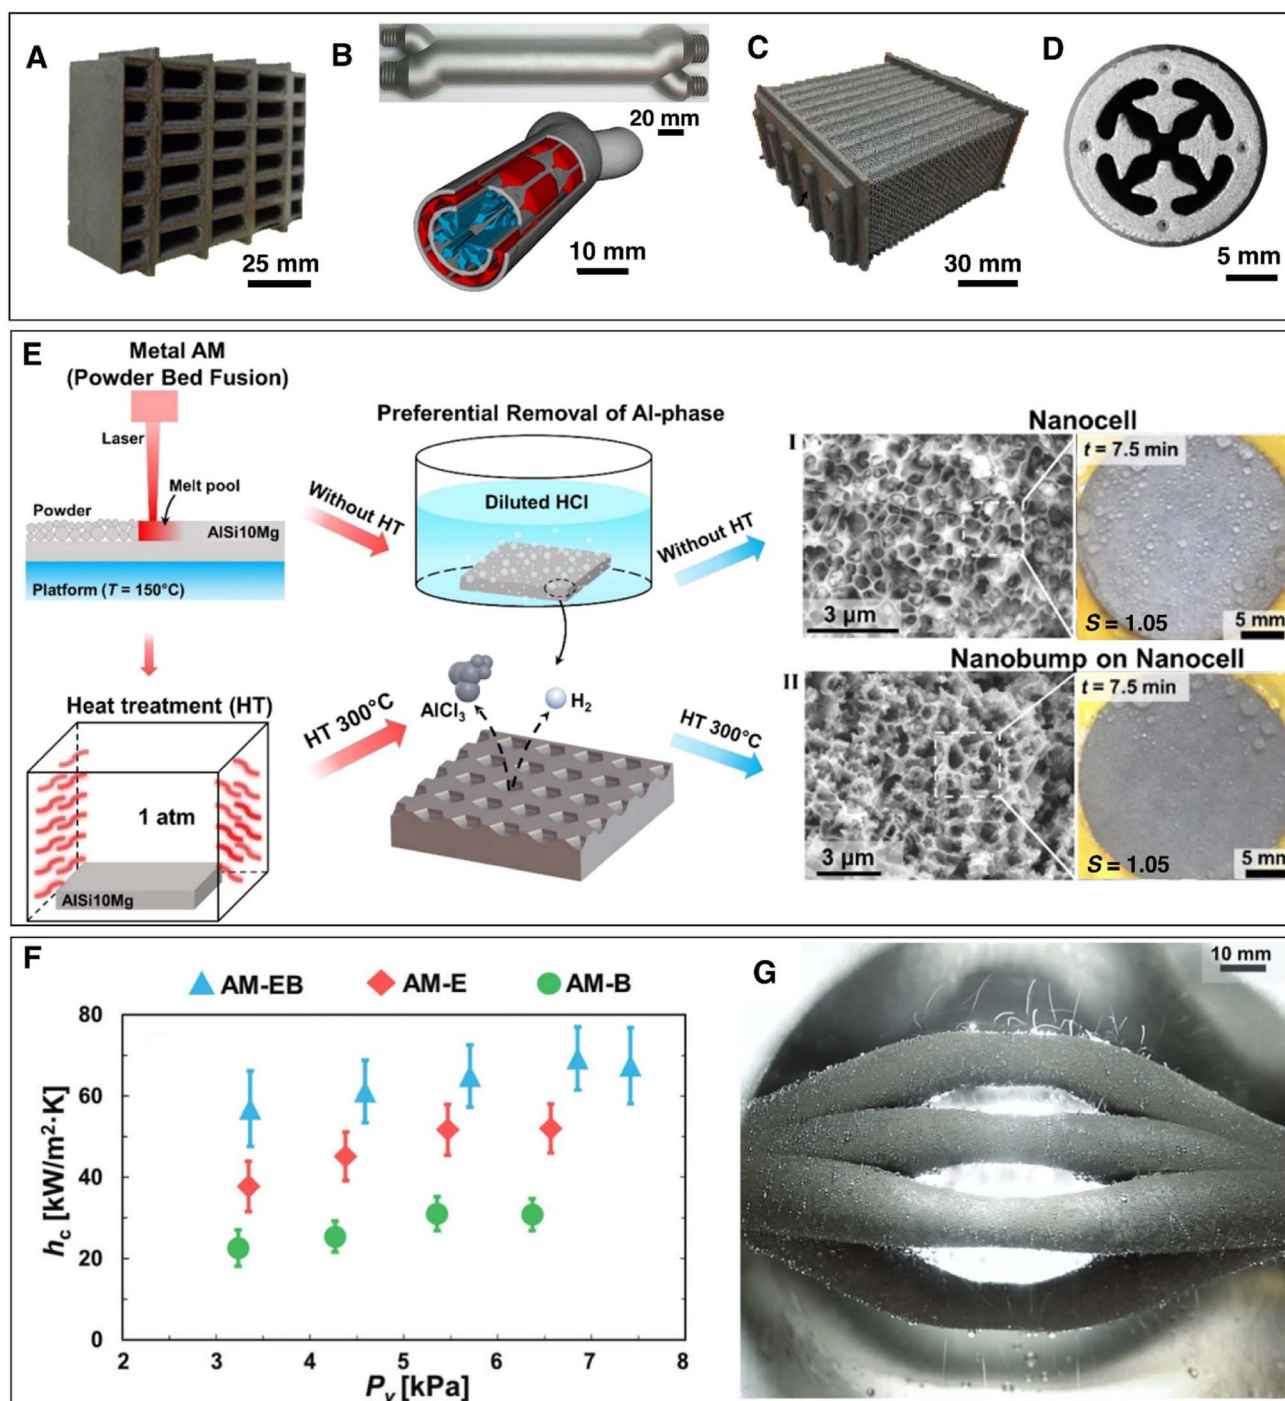 A
B
C
D
25 mm
20 mm
10 mm
30 mm
5 mm
E
Metal AM
(Powder Bed Fusion)
Laser
Melt pool
Powder
AlSi10Mg
Platform (T = 150°C)
Without HT
Preferential Removal of Al-phase
Diluted HCl
Without HT
Nanocell
I
t = 7.5 min
3 µm
S = 1.05
5 mm
Heat treatment (HT)
1 atm
AlSi10Mg
HT 300°C
AlCl₃
H₂
HT 300°C
Nanobump on Nanocell
II
t = 7.5 min
3 µm
S = 1.05
5 mm
F
AM-EB
AM-E
AM-B
80
60
40
20
0
hc [kW/m²·K]
2
3
4
5
6
7
8
Pv [kPa]
G
10 mm